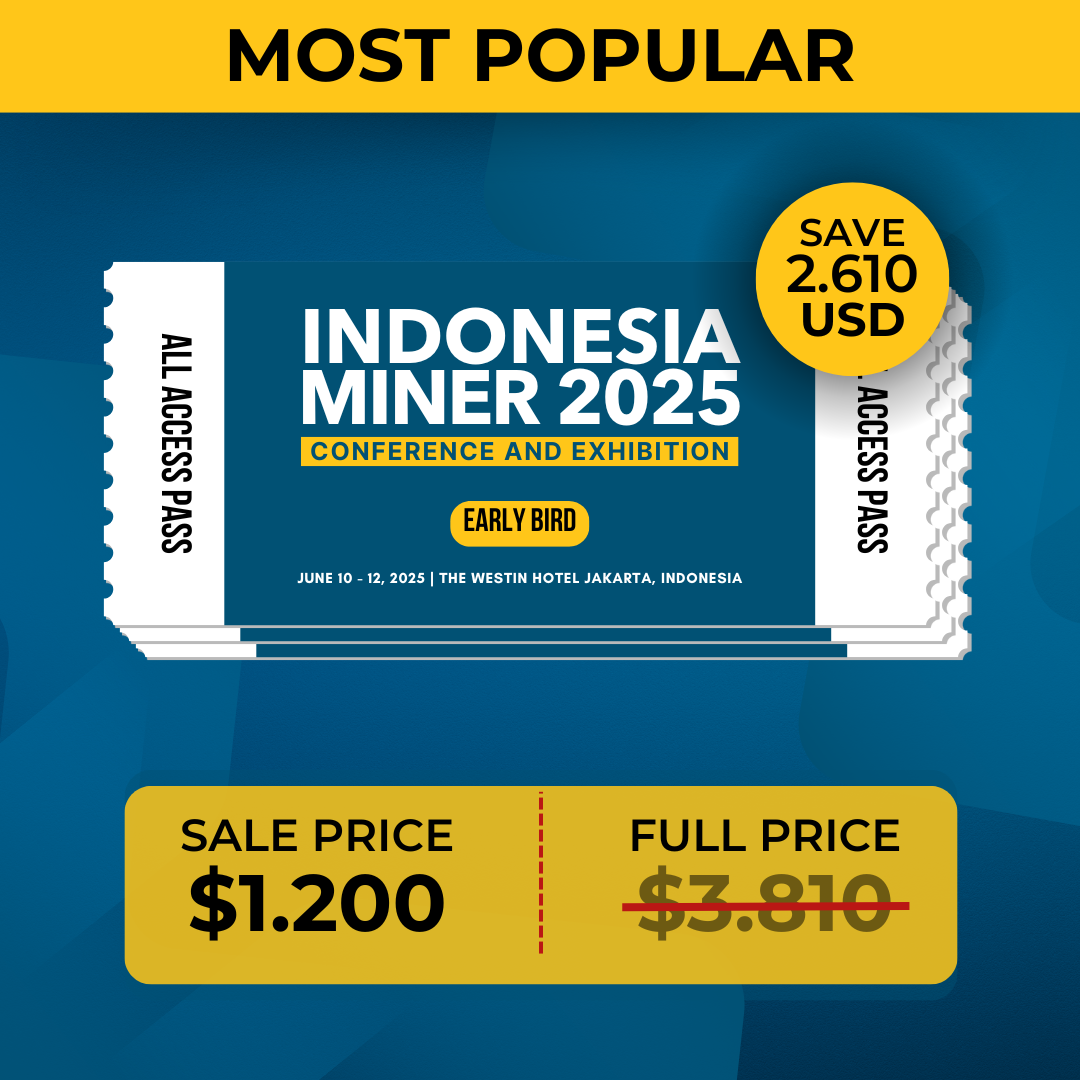 MOST POPULAR
SAVE
2.610
USD
ALL ACCESS PASS
INDONESIA
MINER 2025
CONFERENCE AND EXHIBITION
EARLY BIRD
JUNE 10 - 12, 2025 | THE WESTIN HOTEL JAKARTA, INDONESIA
ACCESS PASS
SALE PRICE
$1.200
FULL PRICE
$3.810